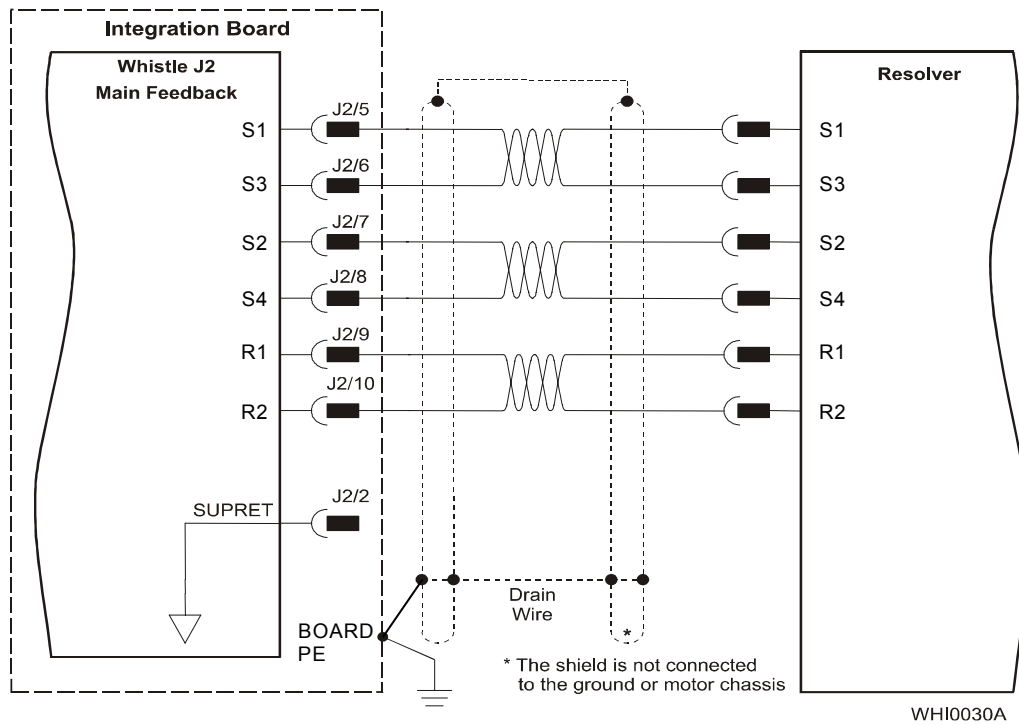 Integration Board
Whistle J2
Main Feedback
Resolver
S1
J2/5
S1
S3
J2/6
S3
S2
J2/7
S2
S4
J2/8
S4
R1
J2/9
R1
R2
J2/10
R2
SUPRET
J2/2
Drain
Wire
BOARD
PE
*
* The shield is not connected
to the ground or motor chassis
WHI0030A